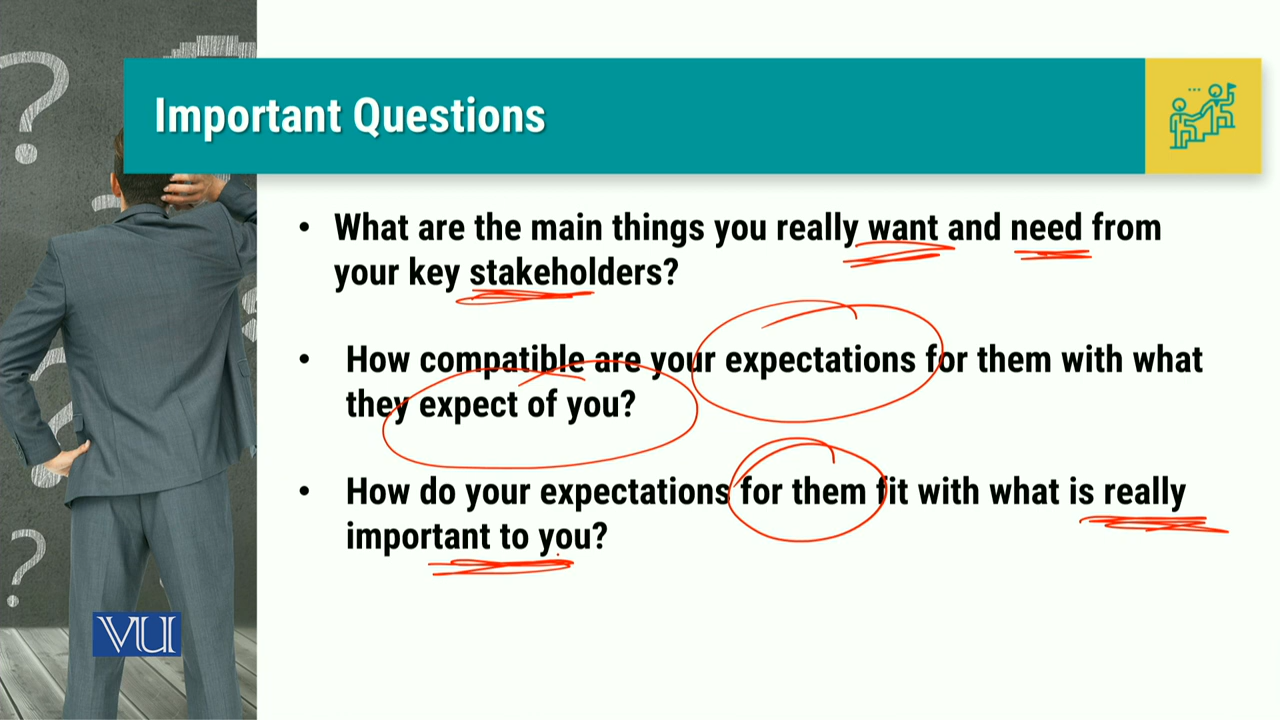 Important Questions
• What are the main things you really want and need from
your key stakeholders?
• How compatible are your expectations for them with what
they expect of you?
• How do your expectations for them fit with what is really
important to you?
VU
? 
?